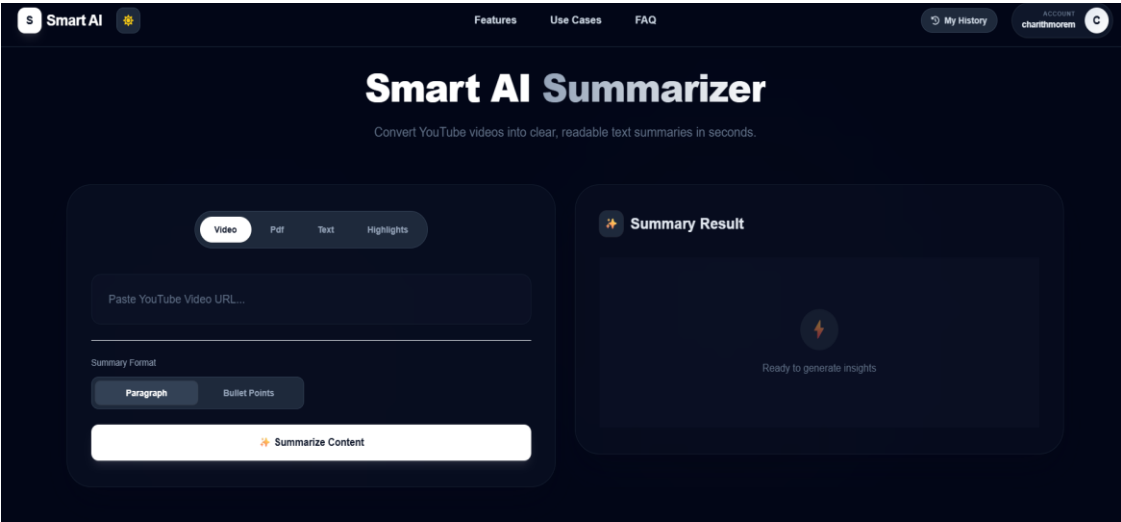 S Smart AI
Features Use Cases FAQ
My History
ACCOUNT
charithmorem
C
Smart AI Summarizer
Convert YouTube videos into clear, readable text summaries in seconds.
Video Pdf Text Highlights
Paste YouTube Video URL...
Summary Format
Paragraph Bullet Points
Summarize Content
Summary Result
Ready to generate insights